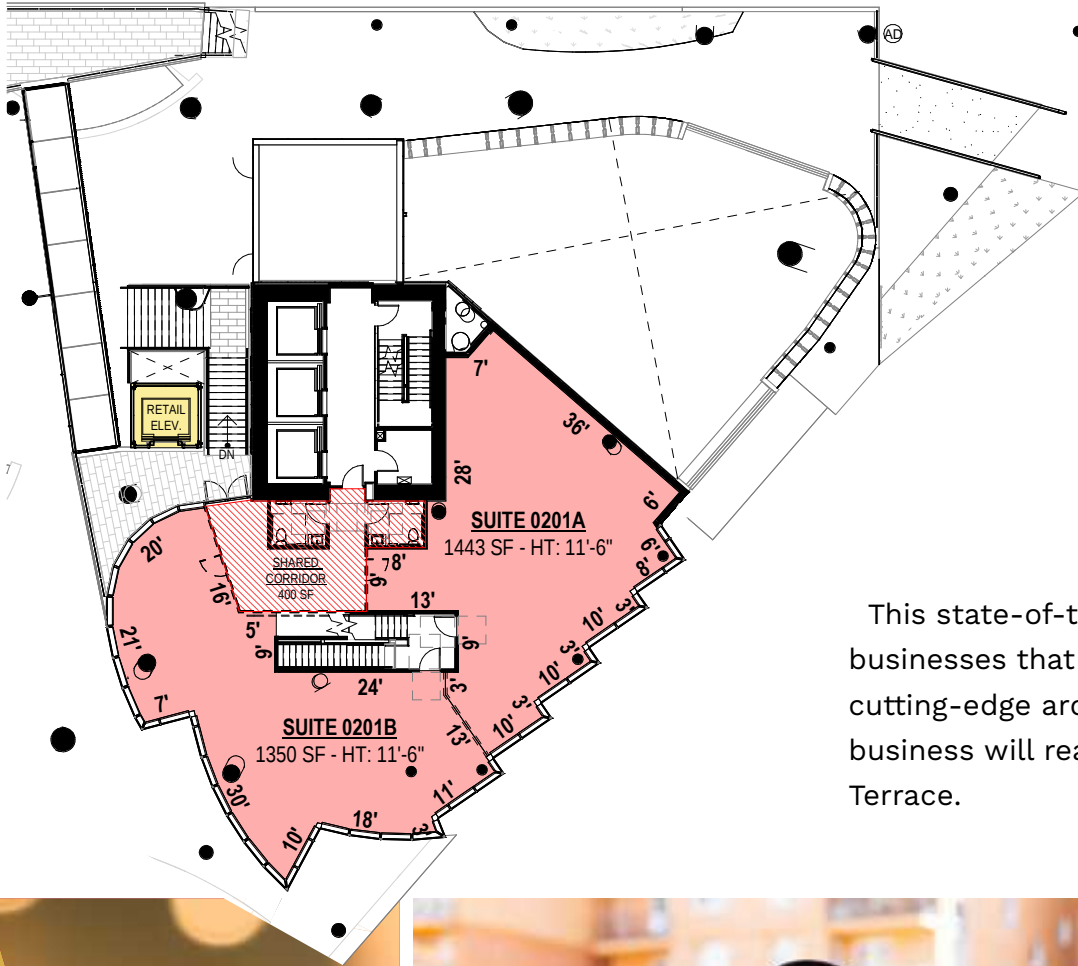 AD
RETAIL
ELEV.
DN
7'
36'
28'
6'
SUITE 0201A
1443 SF - HT: 11'-6"
6'
8'
20'
SHARED
CORRIDOR
400 SF
16'
8'
9'
3'
10'
13'
5'
9'
9'
21'
3'
10'
24'
3'
7'
3'
10'
SUITE 0201B
1350 SF - HT: 11'-6"
13'
30'
11'
18'
3'
10'
This state-of-t
businesses that
cutting-edge arc
business will rea
Terrace.